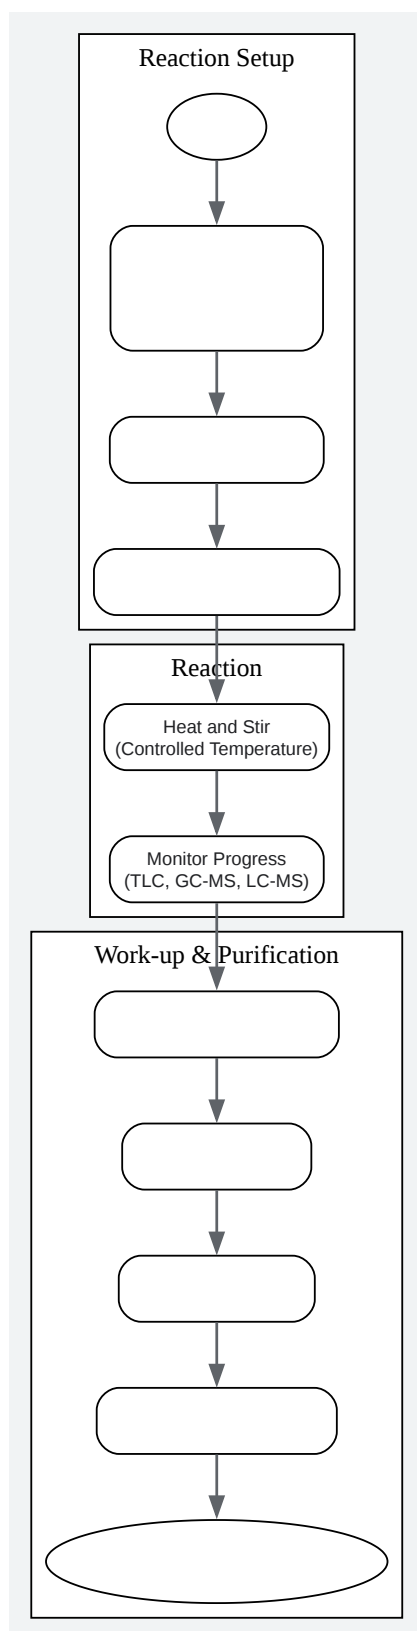 Reaction Setup
Reaction
Heat and Stir
(Controlled Temperature)
Monitor Progress
(TLC, GC-MS, LC-MS)
Work-up & Purification